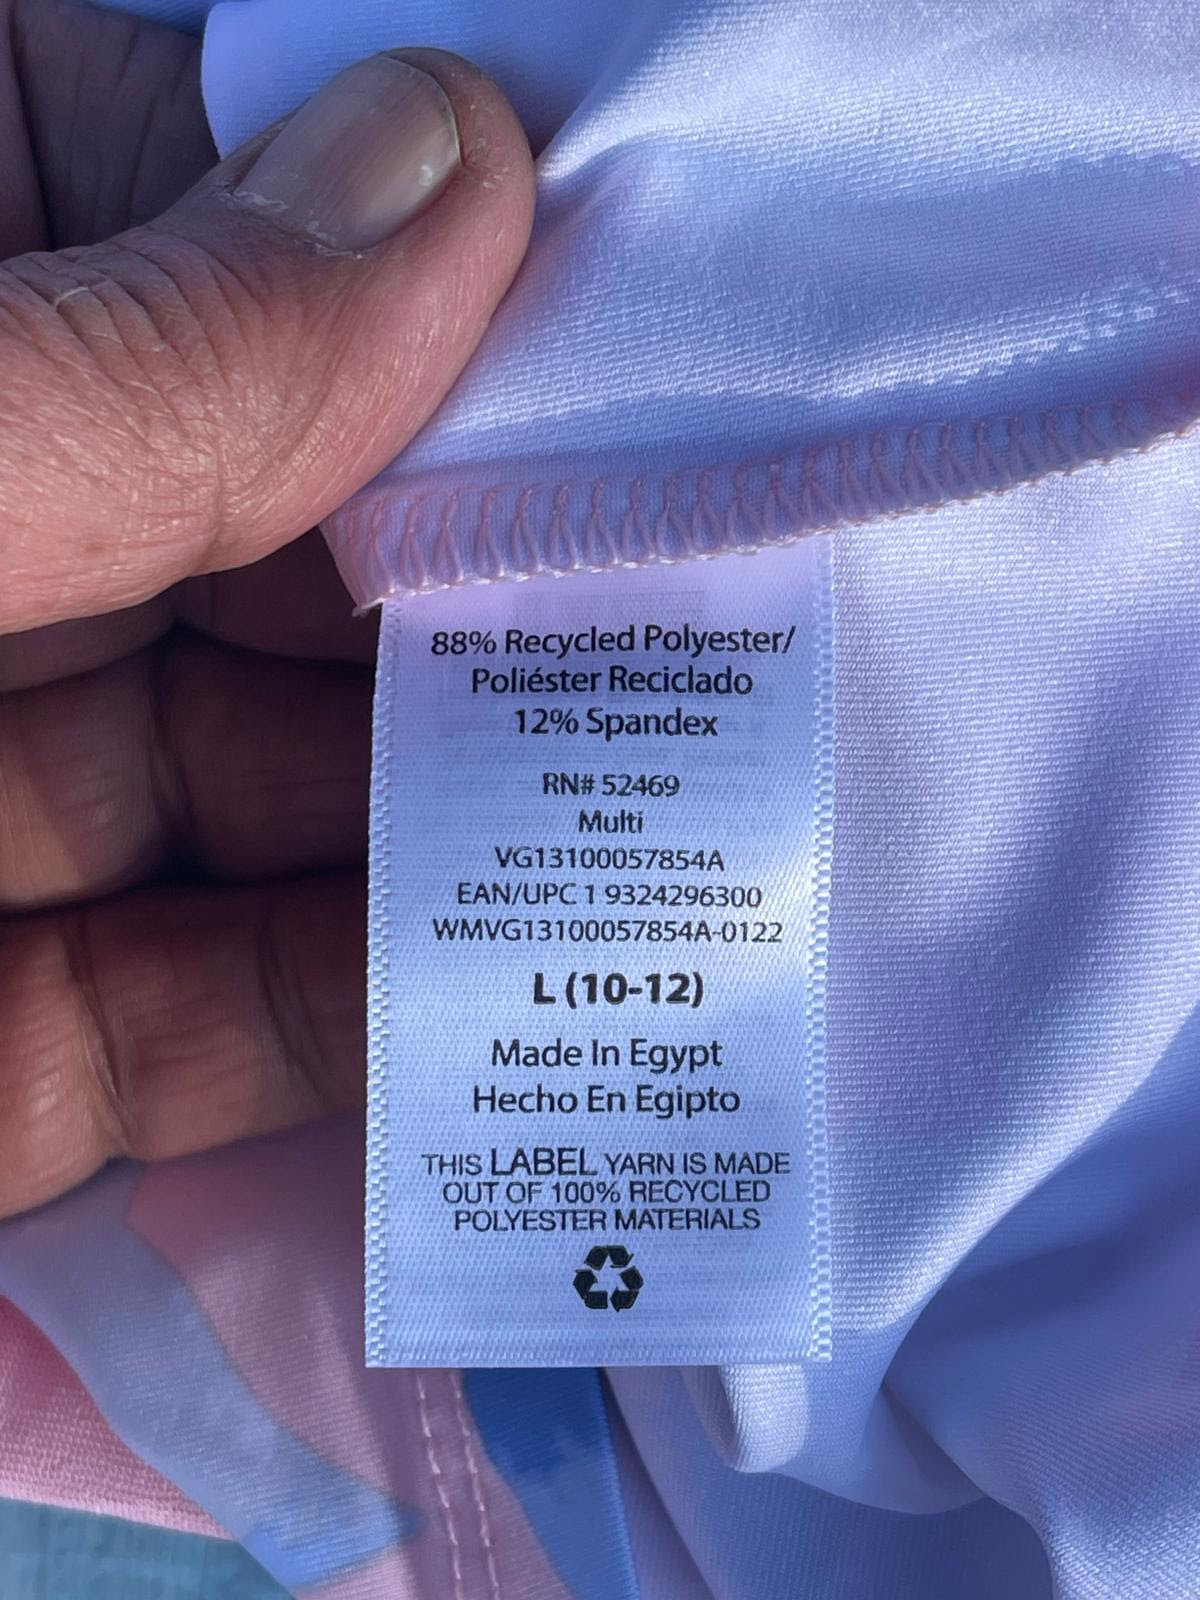 88% Recycled Polyester/
Poliéster Reciclado
12% Spandex
RN# 52469
Multi
VG13100057854A
EAN/UPC 1 9324296300
WMVG13100057854A-0122
L (10-12)
Made In Egypt
Hecho En Egipto
THIS LABEL YARN IS MADE
OUT OF 100% RECYCLED
POLYESTER MATERIALS